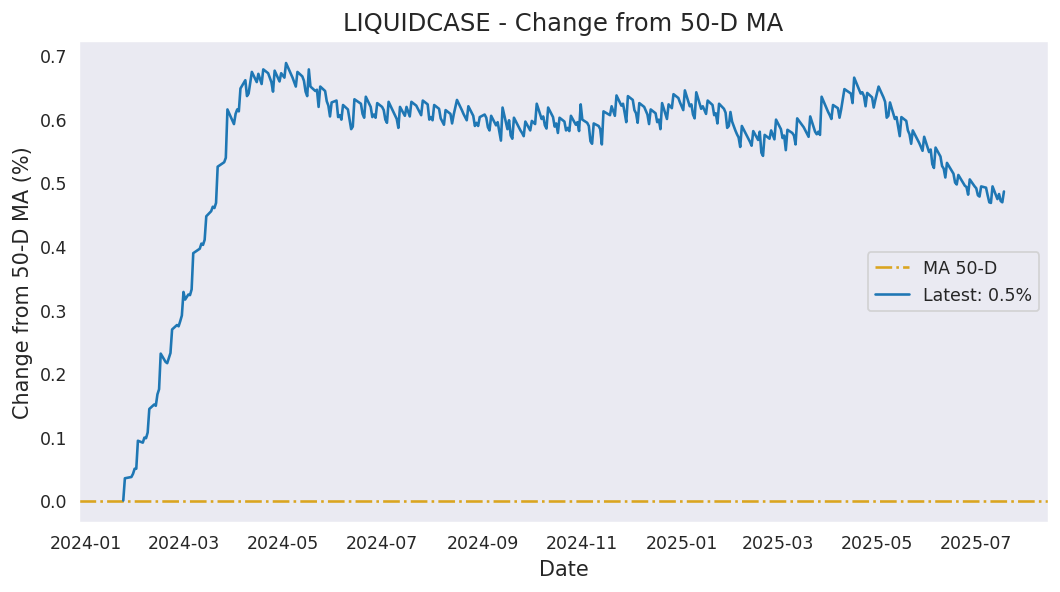 LIQUIDCASE - Change from 50-D MA
Change from 50-D MA (%)
0.7
0.6
0.5
0.4
0.3
0.2
0.1
0.0
MA 50-D
Latest: 0.5%
2024-01 2024-03 2024-05 2024-07 2024-09 2024-11 2025-01 2025-03 2025-05 2025-07
Date